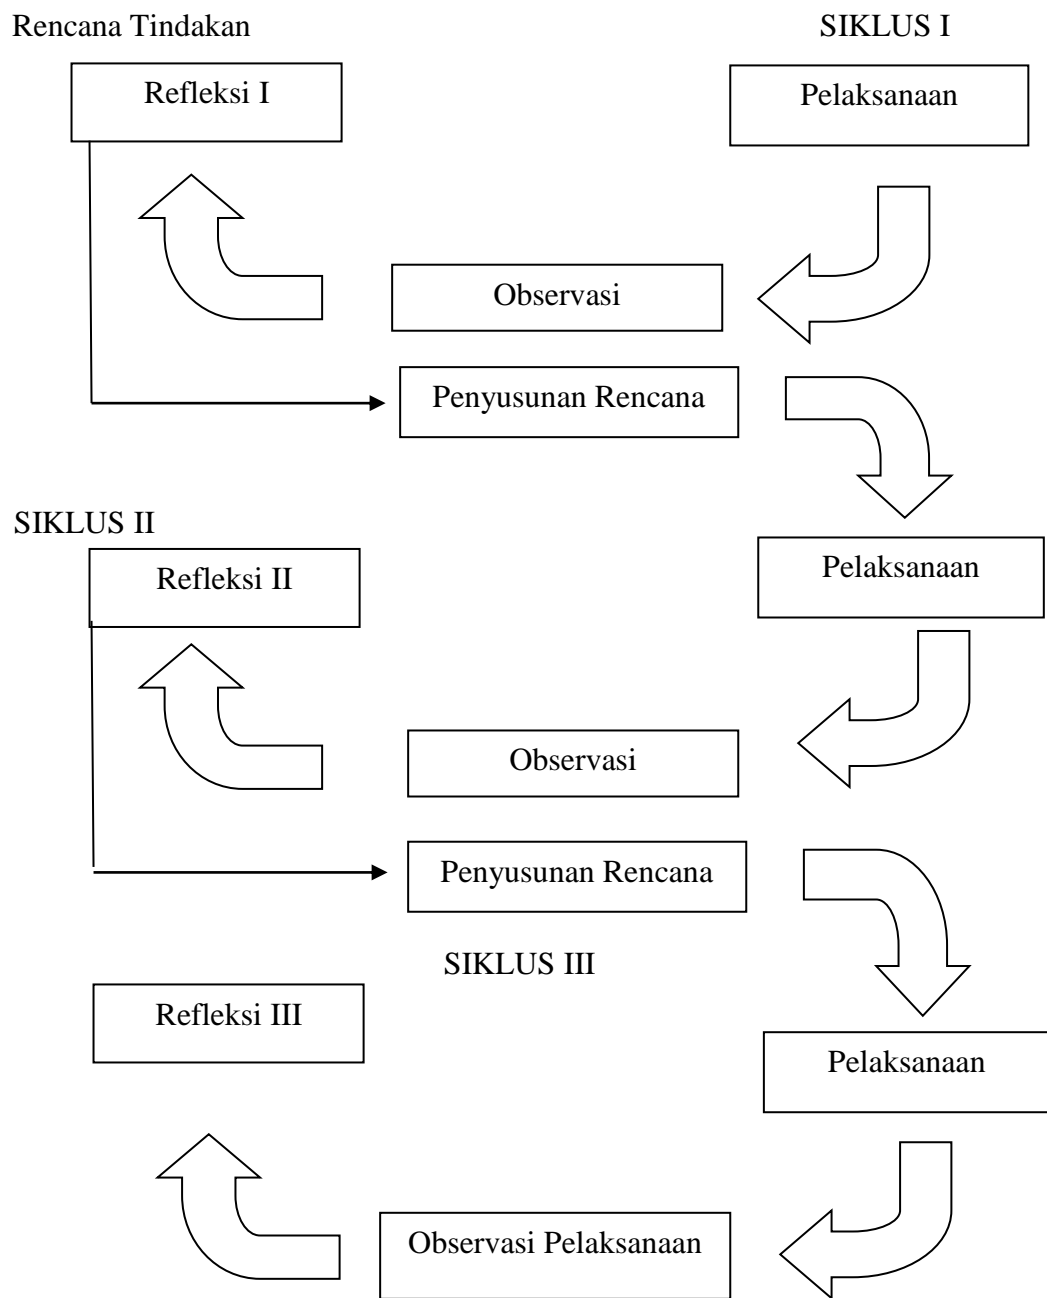 Rencana Tindakan
SIKLUS I
Refleksi I
Pelaksanaan
Observasi
Penyusunan Rencana
SIKLUS II
Refleksi II
Pelaksanaan
Observasi
Penyusunan Rencana
SIKLUS III
Refleksi III
Pelaksanaan
Observasi Pelaksanaan